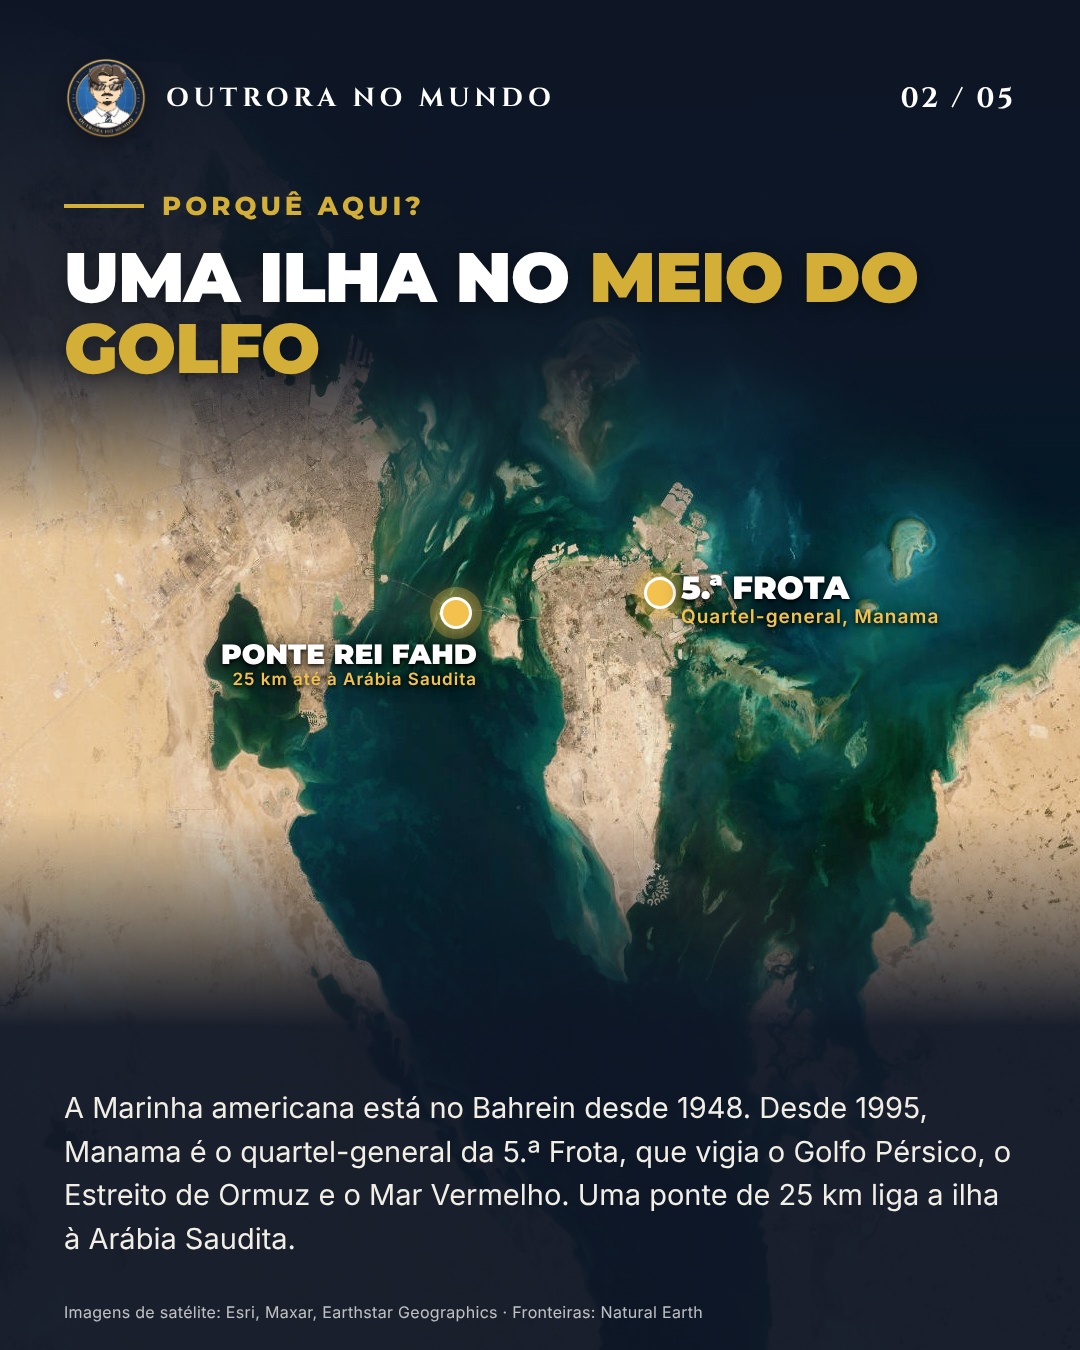 OUTRORA NO MUNDO
02 / 05
PORQUÊ AQUI?
UMA ILHA NO MEIO DO
GOLFO
5.ª FROTA
Quartel-general, Manama
PONTE REI FAHD
25 km até à Arábia Saudita
A Marinha americana está no Bahrein desde 1948. Desde 1995,
Manama é o quartel-general da 5.ª Frota, que vigia o Golfo Pérsico, o
Estreito de Ormuz e o Mar Vermelho. Uma ponte de 25 km liga a ilha
à Arábia Saudita.
Imagens de satélite: Esri, Maxar, Earthstar Geographics · Fronteiras: Natural Earth